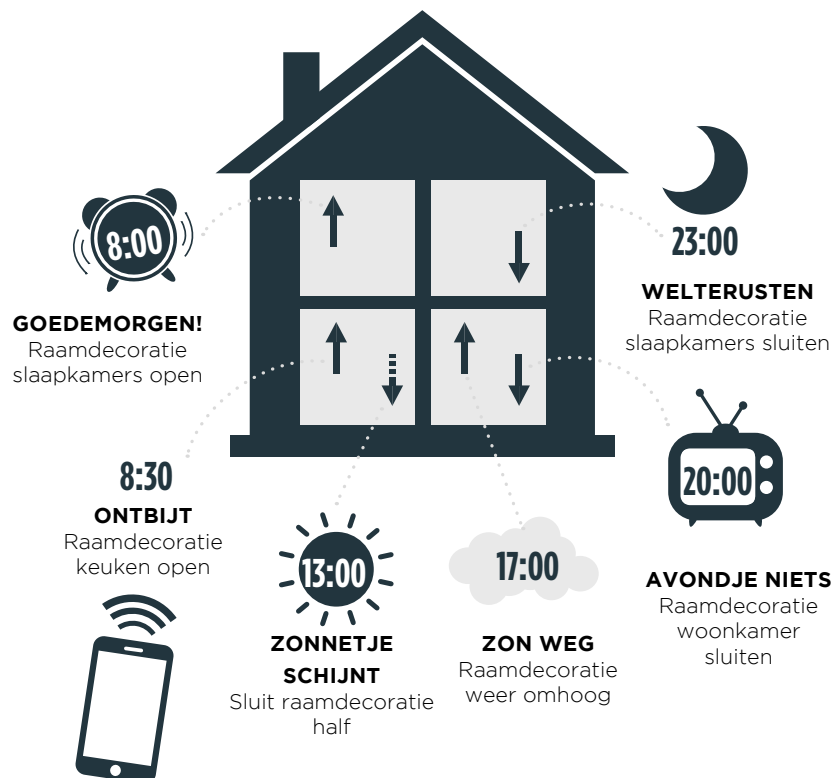 8:00
GOEDEMORGEN!
Raamdecoratie
slaapkamers open
8:30
ONTBIJT
Raamdecoratie
keuken open
13:00
ZONNETJE
SCHIJNT
Sluit raamdecoratie
half
17:00
ZON WEG
Raamdecoratie
weer omhoog
20:00
AVONDJE NIETS
Raamdecoratie
woonkamer
sluiten
23:00
WELTERUSTEN
Raamdecoratie
slaapkamers sluiten